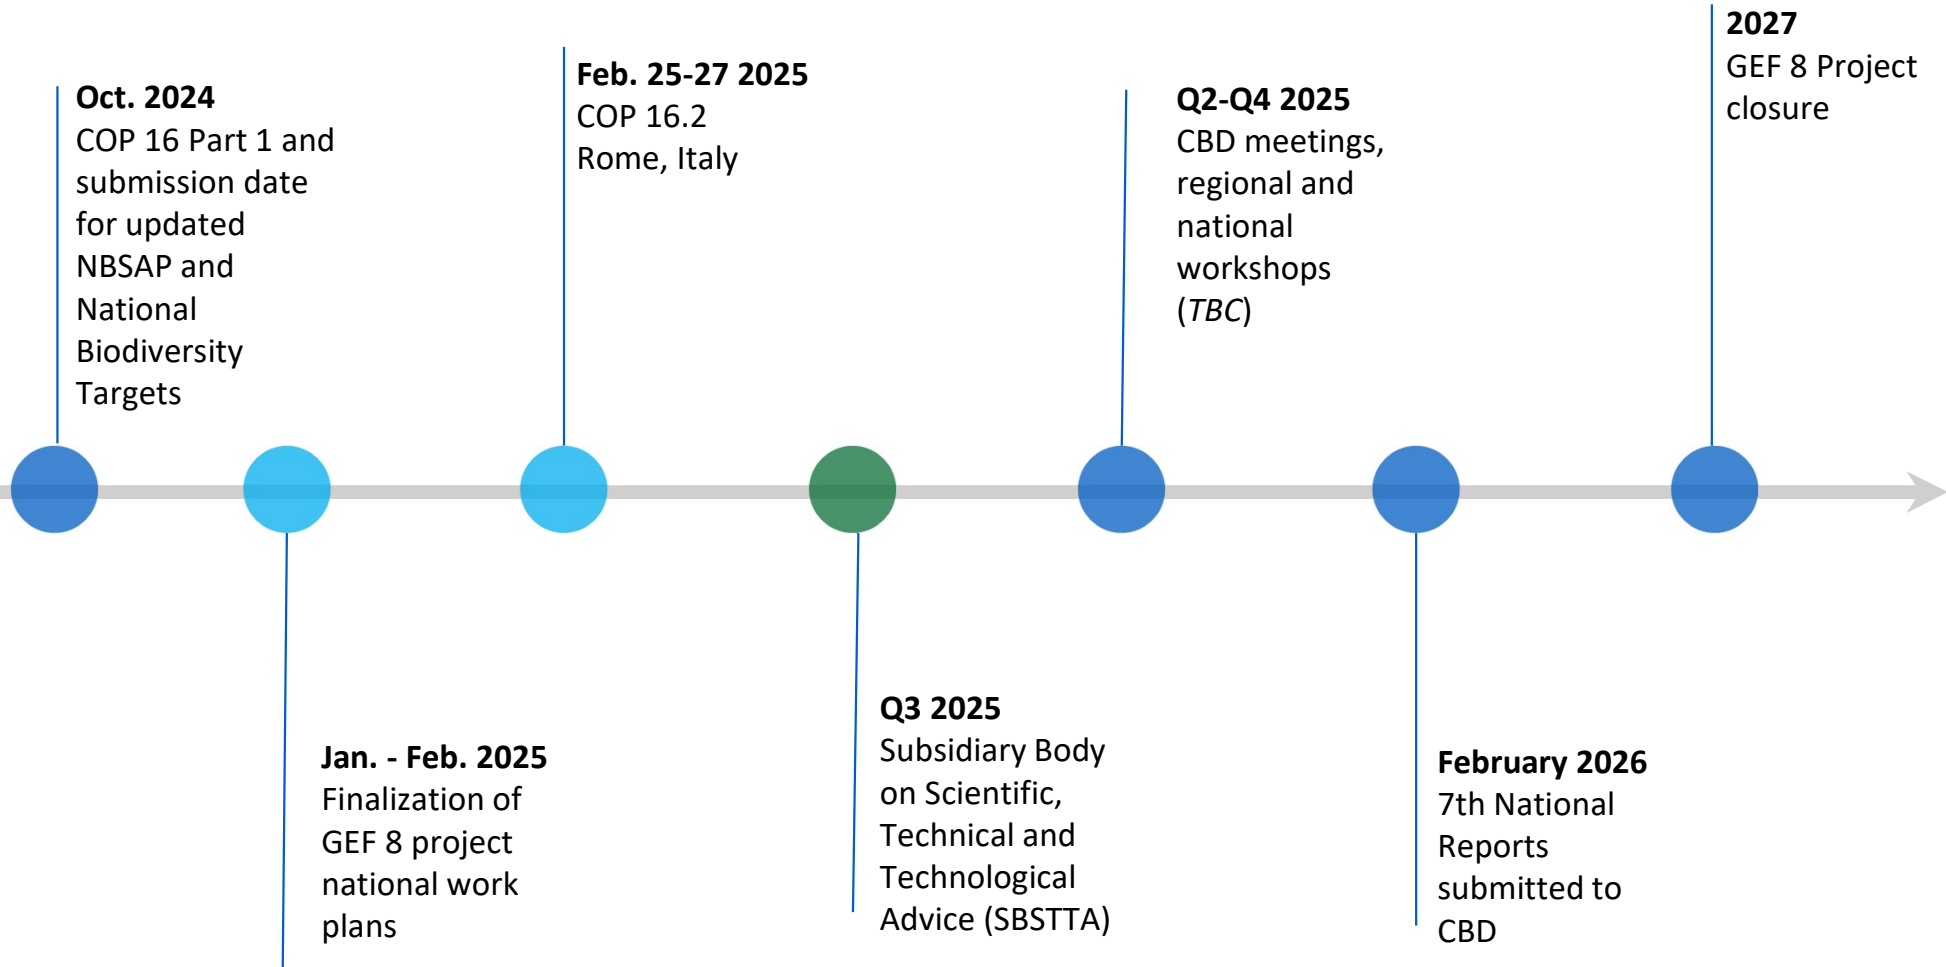 Oct. 2024
COP 16 Part 1 and
submission date
for updated
NBSAP and
National
Biodiversity
Targets
Jan. - Feb. 2025
Finalization of
GEF 8 project
national work
plans
Feb. 25-27 2025
COP 16.2
Rome, Italy
Q3 2025
Subsidiary Body
on Scientific,
Technical and
Technological
Advice (SBSTTA)
Q2-Q4 2025
CBD meetings,
regional and
national
workshops
(TBC)
February 2026
7th National
Reports
submitted to
CBD
2027
GEF 8 Project
closure